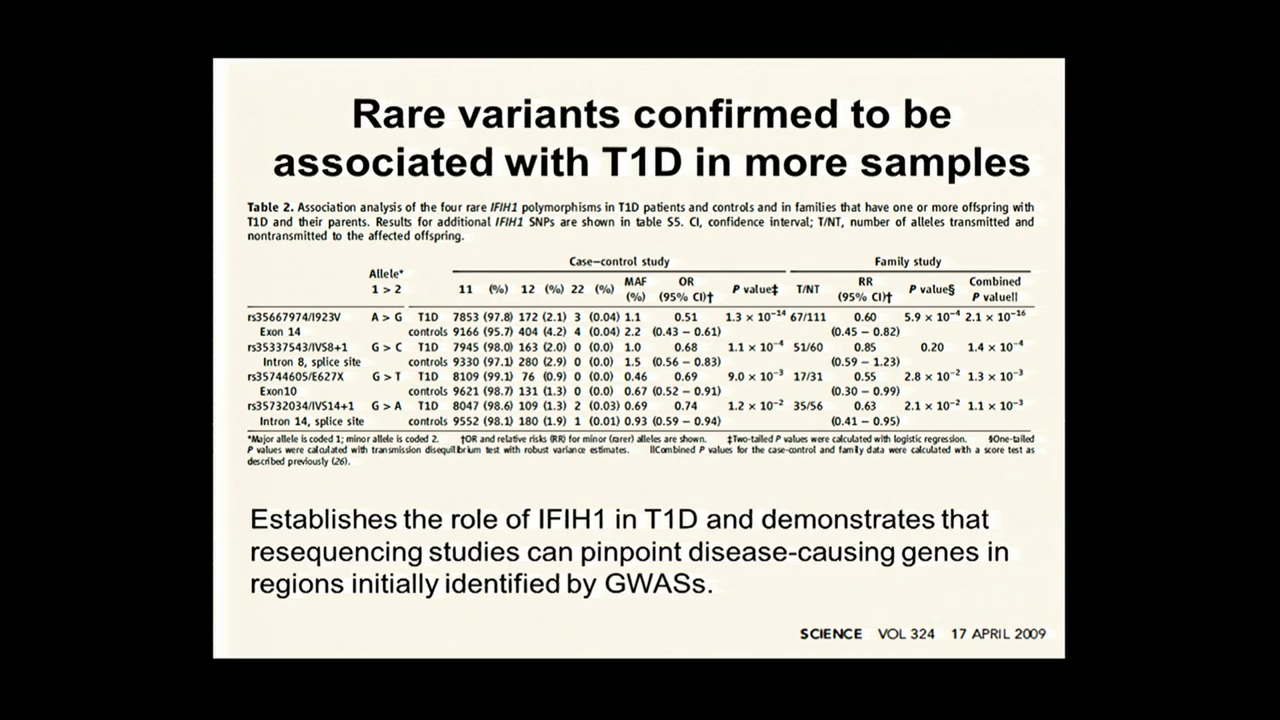 Rare variants confirmed to be
associated with T1D in more samples
Table 2. Association analysis of the four rare IFIH1 polymorphisms in T1D patients and controls and in families that have one or more offspring with
T1D and their parents. Results for additional IFIH1 SNPs are shown in table S5. CI, confidence interval; T/NT, number of alleles transmitted and
nontransmitted to the affected offspring.
Case–control study Family study
Allele* 1 > 2 11 (%) 12 (%) 22 (%) MAF (%) OR (95% CI)† P value‡ T/NT RR (95% CI)† P value§ Combined P value||
rs35667974/I923V A > G T1D 7853 (97.8) 172 (2.1) 3 (0.04) 1.1 0.51 1.3 × 10⁻¹⁴ 67/111 0.60 5.9 × 10⁻⁴ 2.1 × 10⁻¹⁶
Exon 14 controls 9166 (95.7) 404 (4.2) 4 (0.04) 2.2 (0.43 – 0.61) (0.45 – 0.82)
rs35337543/IVS8+1 G > C T1D 7945 (98.0) 163 (2.0) 0 (0.0) 1.0 0.68 1.1 × 10⁻⁴ 51/60 0.85 0.20 1.4 × 10⁻⁴
Intron 8, splice site controls 9330 (97.1) 280 (2.9) 0 (0.0) 1.5 (0.56 – 0.83) (0.59 – 1.23)
rs35744605/E627X G > T T1D 8109 (99.1) 76 (0.9) 0 (0.0) 0.46 0.69 9.0 × 10⁻³ 17/31 0.55 2.8 × 10⁻² 1.3 × 10⁻³
Exon10 controls 9621 (98.7) 131 (1.3) 0 (0.0) 0.67 (0.52 – 0.91) (0.30 – 0.99)
rs35732034/IVS14+1 G > A T1D 8047 (98.6) 109 (1.3) 2 (0.03) 0.69 0.74 1.2 × 10⁻² 35/56 0.63 2.1 × 10⁻² 1.1 × 10⁻³
Intron 14, splice site controls 9552 (98.1) 180 (1.9) 1 (0.01) 0.93 (0.59 – 0.94) (0.41 – 0.95)
*Major allele is coded 1; minor allele is coded 2. †OR and relative risks (RR) for minor (rarer) alleles are shown. ‡Two-tailed P values were calculated with logistic regression. §One-tailed
P values were calculated with transmission disequilibrium test with robust variance estimates. ||Combined P values for the case-control and family data were calculated with a score test as
described previously (26).
Establishes the role of IFIH1 in T1D and demonstrates that
resequencing studies can pinpoint disease-causing genes in
regions initially identified by GWASs.
SCIENCE VOL 324 17 APRIL 2009